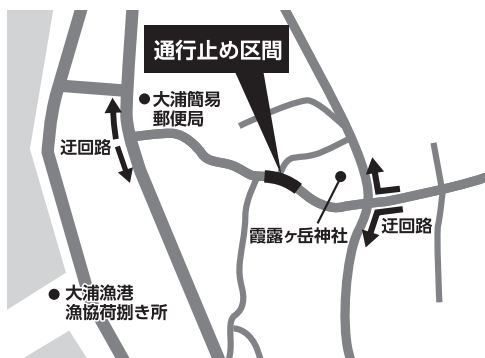 通行止め区間
大浦簡易
郵便局
迂回路
霞露ヶ岳神社
迂回路
大浦漁港
漁協荷捌き所